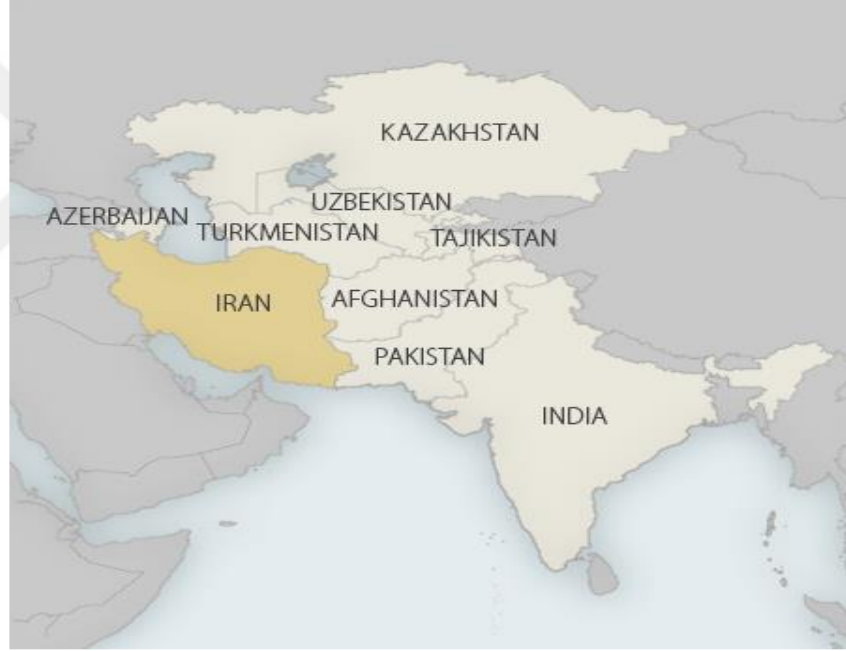 KAZAKHSTAN
UZBEKISTAN
AZERBAIJAN
TURKMENISTAN
TAJIKISTAN
IRAN
AFGHANISTAN
PAKISTAN
INDIA